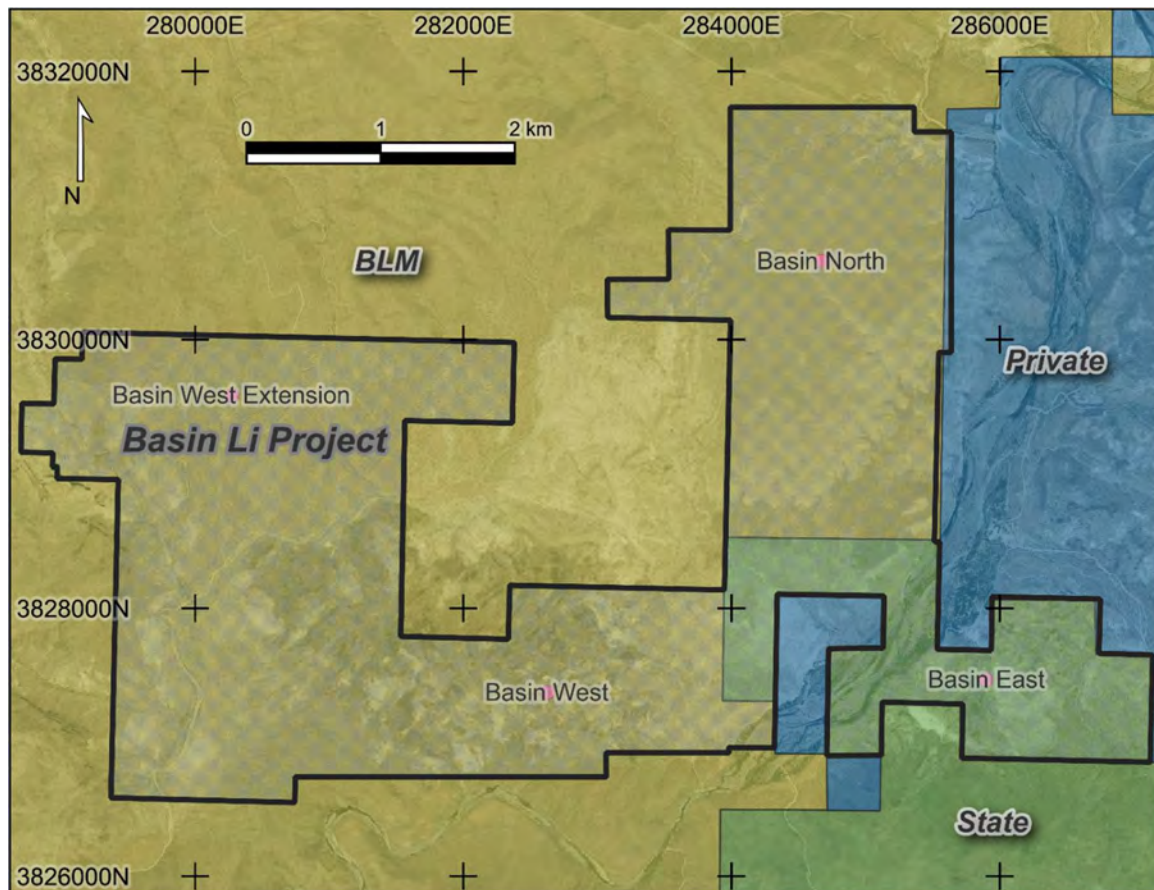 280000E 282000E 284000E 286000E
3832000N
0 1 2 km
N
BLM
Basin North
3830000N
Private
Basin West Extension
Basin Li Project
3828000N
Basin East
Basin West
State
3826000N